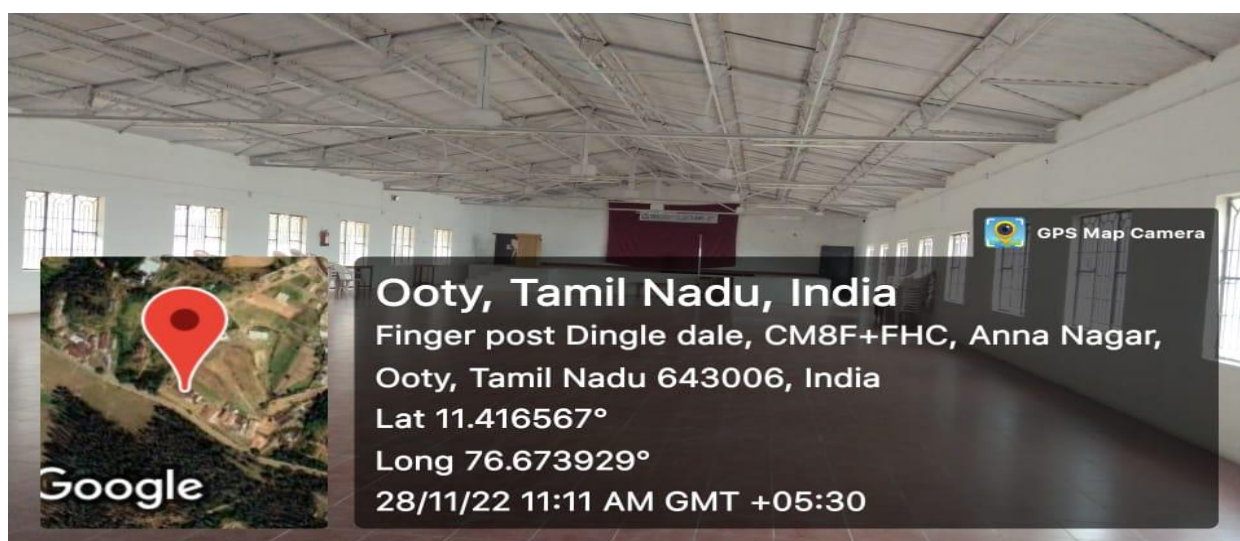 GPS Map Camera
Ooty, Tamil Nadu, India
Finger post Dingle dale, CM8F+FHC, Anna Nagar,
Ooty, Tamil Nadu 643006, India
Lat 11.416567°
Long 76.673929°
28/11/22 11:11 AM GMT +05:30
Google